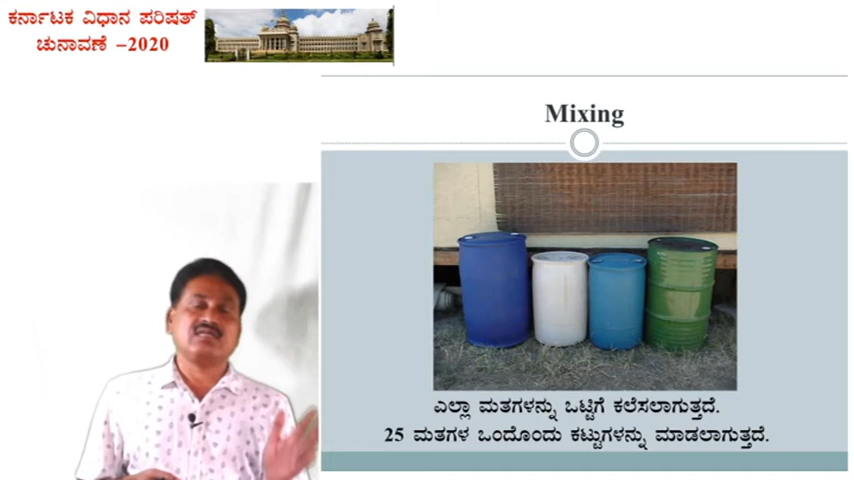 ಕರ್ನಾಟಕ ವಿಧಾನ ಪರಿಷತ್
ಚುನಾವಣೆ –2020
Mixing
ಎಲ್ಲಾ ಮತಗಳನ್ನು ಒಟ್ಟಿಗೆ ಕಲೆಸಲಾಗುತ್ತದೆ.
25 ಮತಗಳ ಒಂದೊಂದು ಕಟ್ಟುಗಳನ್ನು ಮಾಡಲಾಗುತ್ತದೆ.